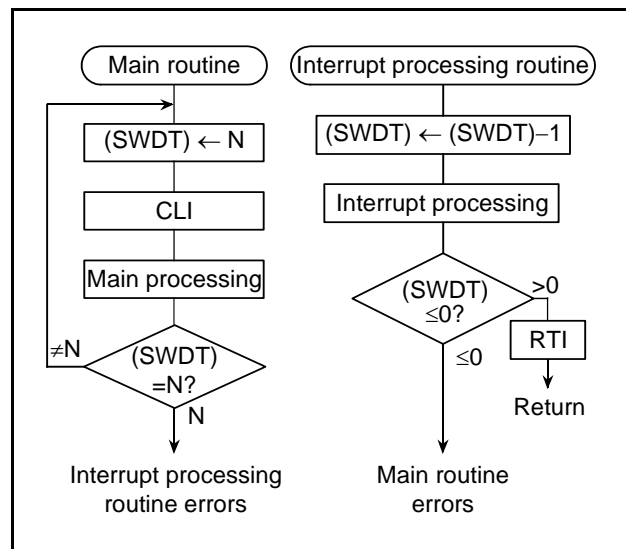 Main routine
(SWDT) ← N
CLI
Main processing
≠N
(SWDT)
=N?
N
Interrupt processing
routine errors
Interrupt processing routine
(SWDT) ← (SWDT)–1
Interrupt processing
>0
(SWDT)
≤0?
RTI
≤0
Return
Main routine
errors